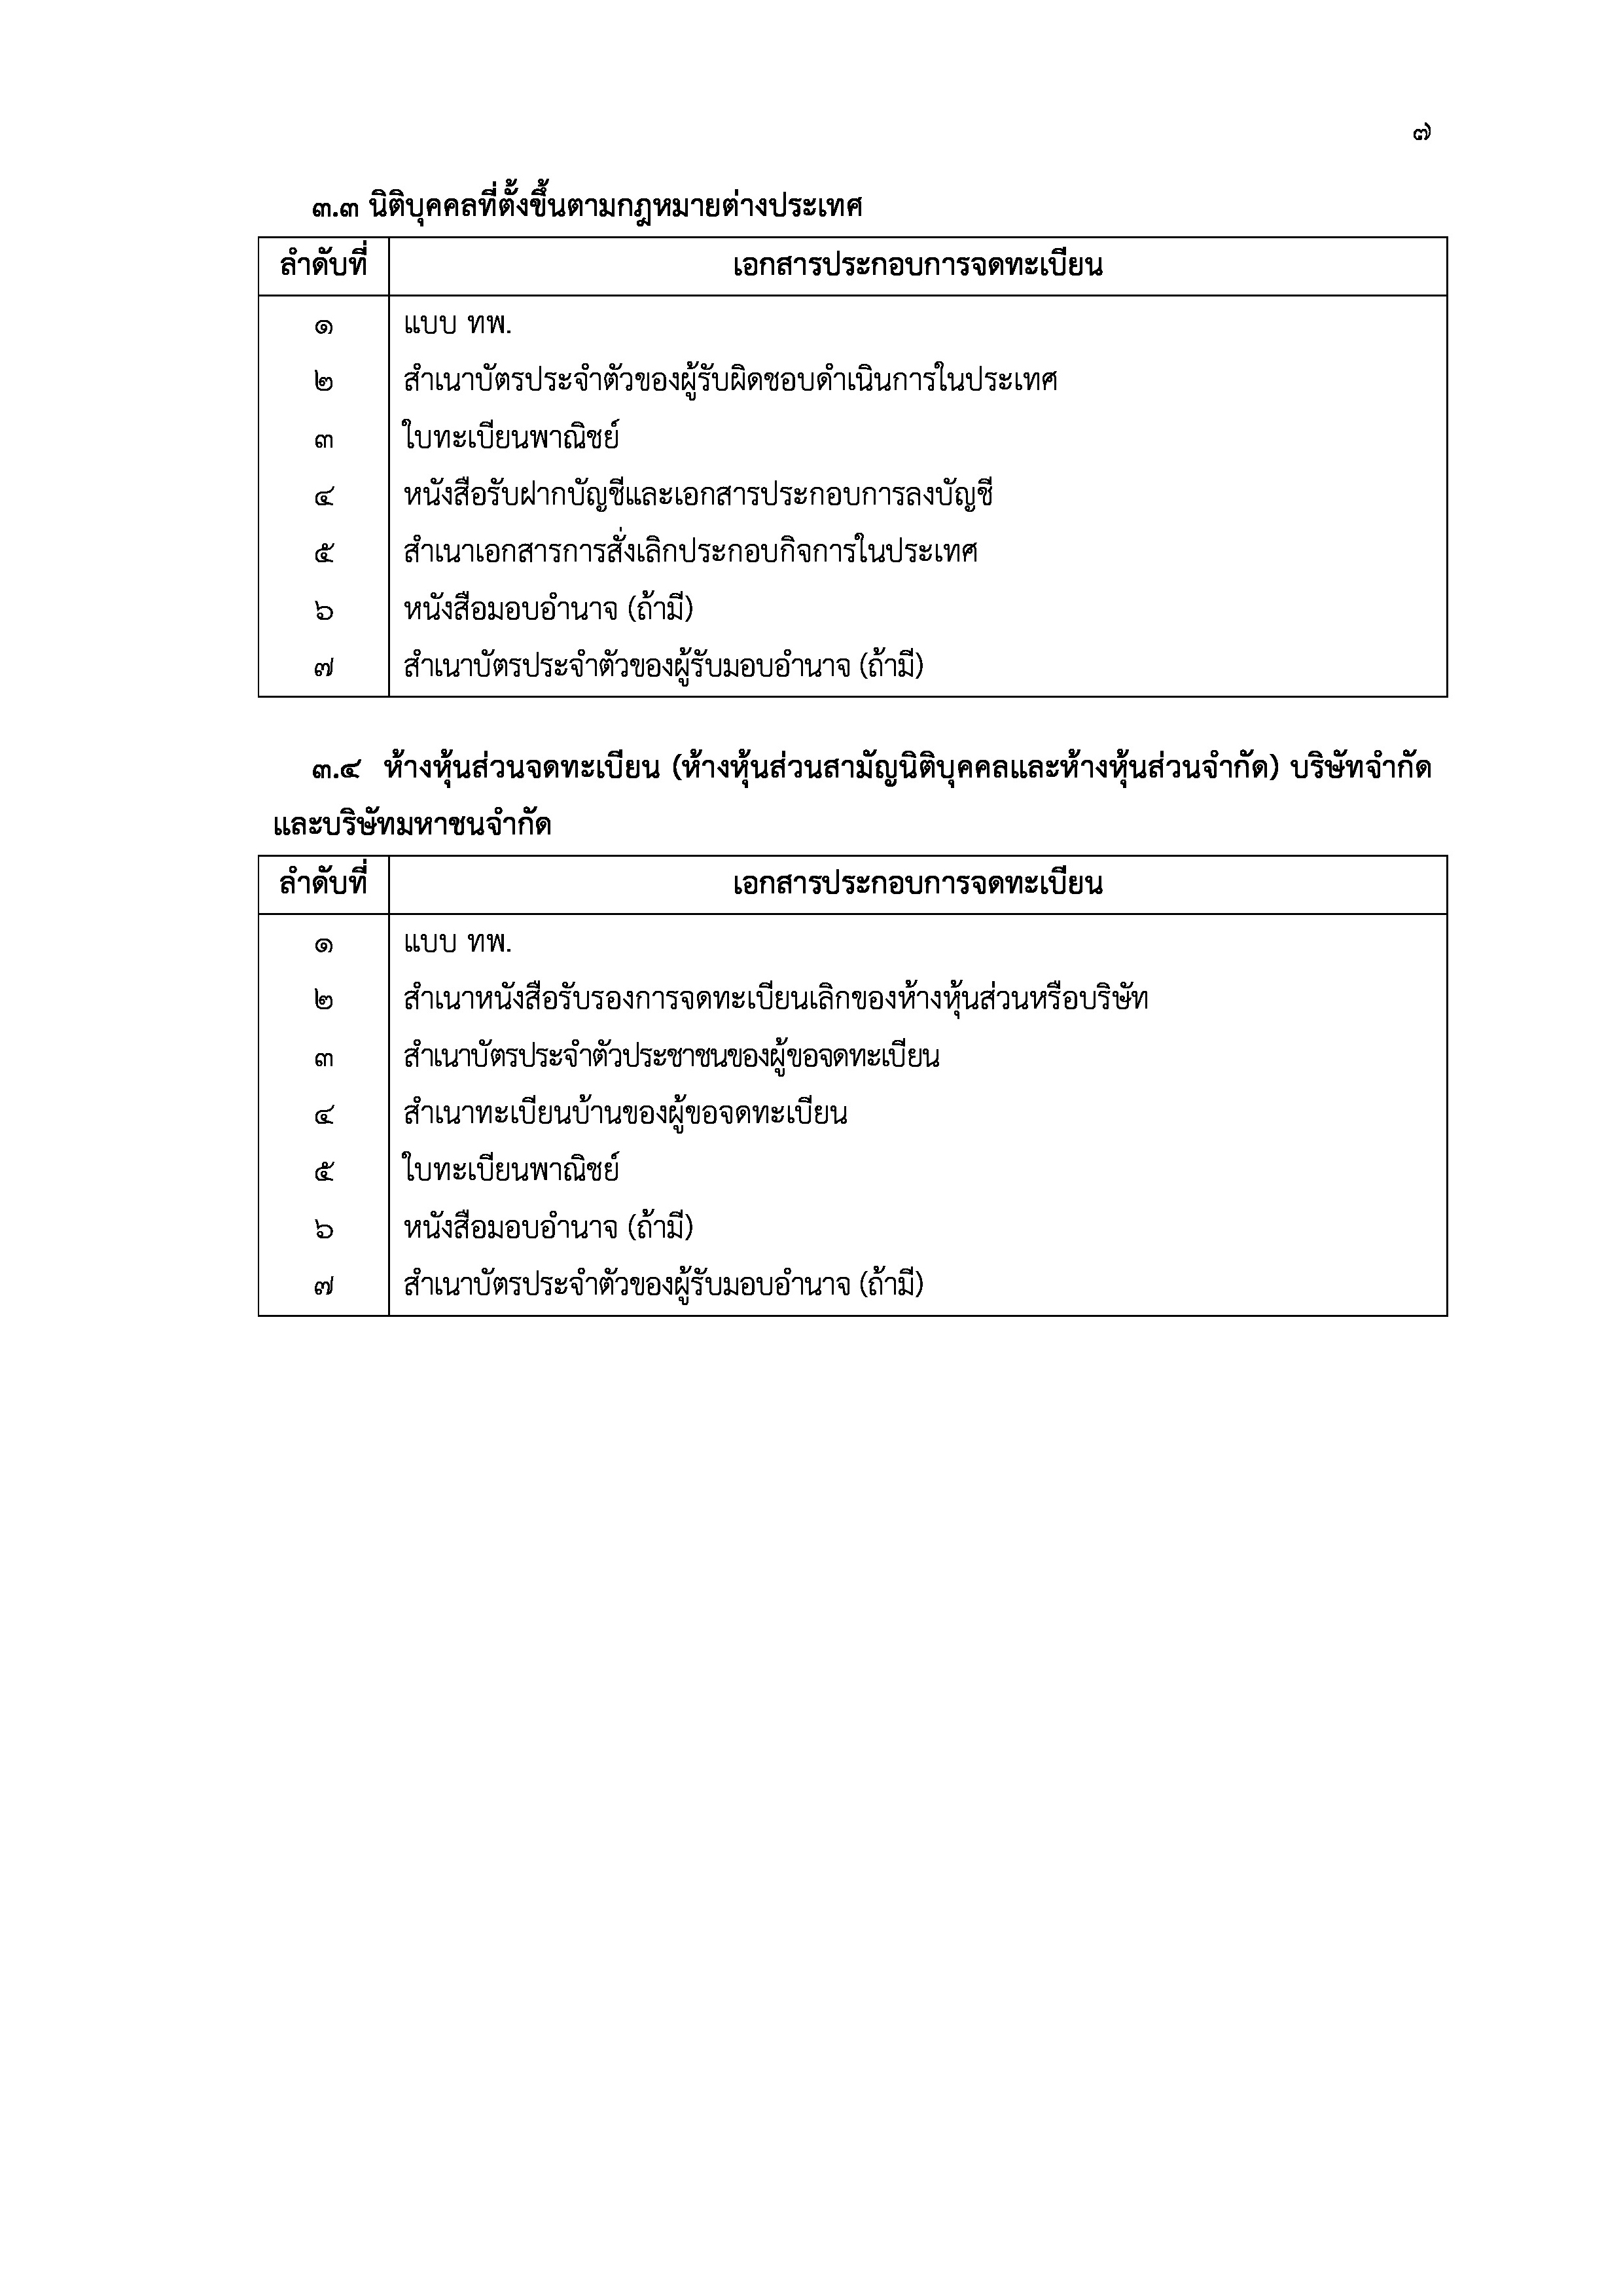 ๗
๓.๓ นิติบุคคลที่ตั้งขึ้นตามกฎหมายต่างประเทศ
ลำดับที่ เอกสารประกอบการจดทะเบียน
๑ แบบ ทพ.
๒ สำเนาบัตรประจำตัวของผู้รับผิดชอบดำเนินการในประเทศ
๓ ใบทะเบียนพาณิชย์
๔ หนังสือรับฝากบัญชีและเอกสารประกอบการลงบัญชี
๕ สำเนาเอกสารการสั่งเลิกประกอบกิจการในประเทศ
๖ หนังสือมอบอำนาจ (ถ้ามี)
๗ สำเนาบัตรประจำตัวของผู้รับมอบอำนาจ (ถ้ามี)
๓.๔ ห้างหุ้นส่วนจดทะเบียน (ห้างหุ้นส่วนสามัญนิติบุคคลและห้างหุ้นส่วนจำกัด) บริษัทจำกัด
และบริษัทมหาชนจำกัด
ลำดับที่ เอกสารประกอบการจดทะเบียน
๑ แบบ ทพ.
๒ สำเนาหนังสือรับรองการจดทะเบียนเลิกของห้างหุ้นส่วนหรือบริษัท
๓ สำเนาบัตรประจำตัวประชาชนของผู้ขอจดทะเบียน
๔ สำเนาทะเบียนบ้านของผู้ขอจดทะเบียน
๕ ใบทะเบียนพาณิชย์
๖ หนังสือมอบอำนาจ (ถ้ามี)
๗ สำเนาบัตรประจำตัวของผู้รับมอบอำนาจ (ถ้ามี)